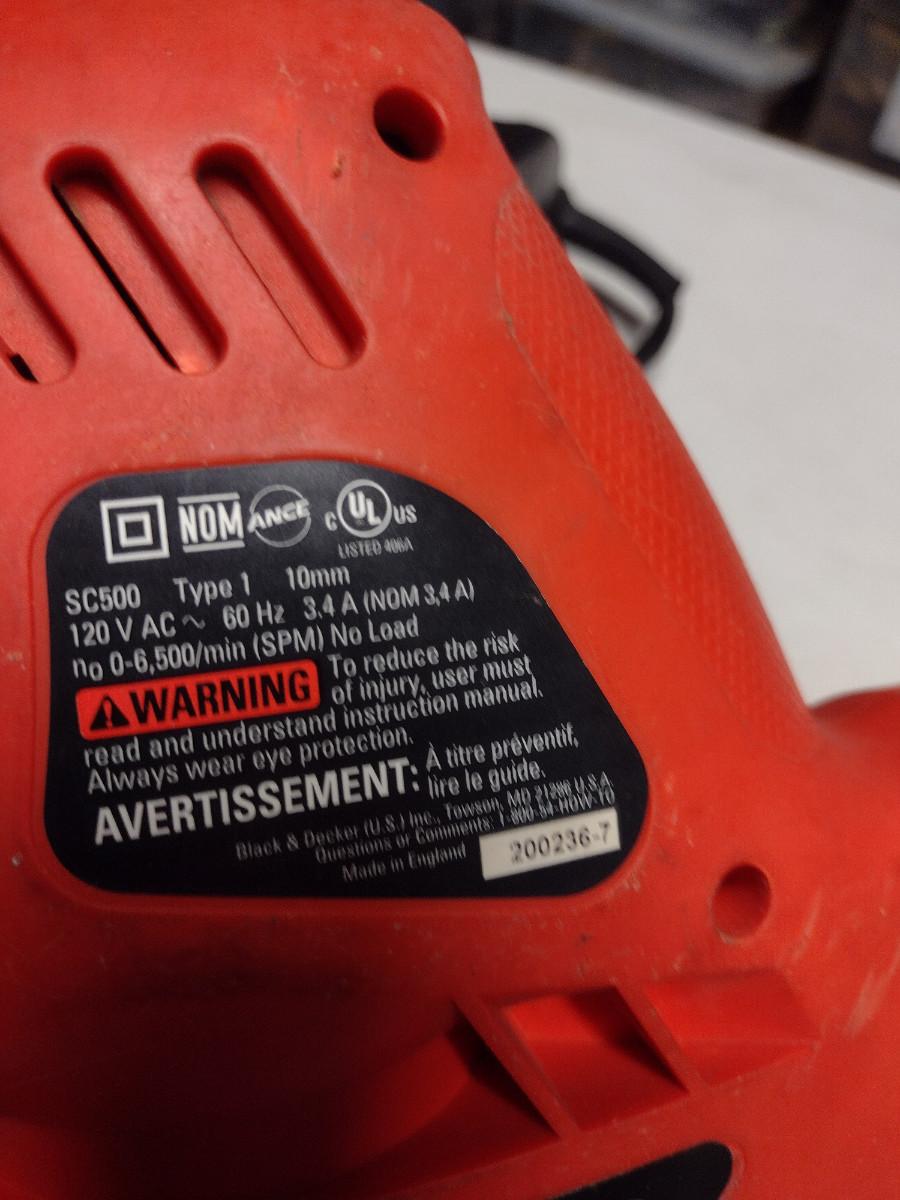 NOM ANCE C UL US
LISTED 406A
SC500 Type 1 10mm
120 V AC ~ 60 Hz 3.4 A (NOM 3,4 A)
no 0-6,500/min (SPM) No Load
WARNING To reduce the risk
of injury, user must
read and understand instruction manual.
Always wear eye protection.
AVERTISSEMENT: À titre préventif,
lire le guide.
Black & Decker (U.S.) Inc., Towson, MD 21286 U.S.A.
Questions or Comments: 1-800-54-HOW-TO
Made in England 200236-7